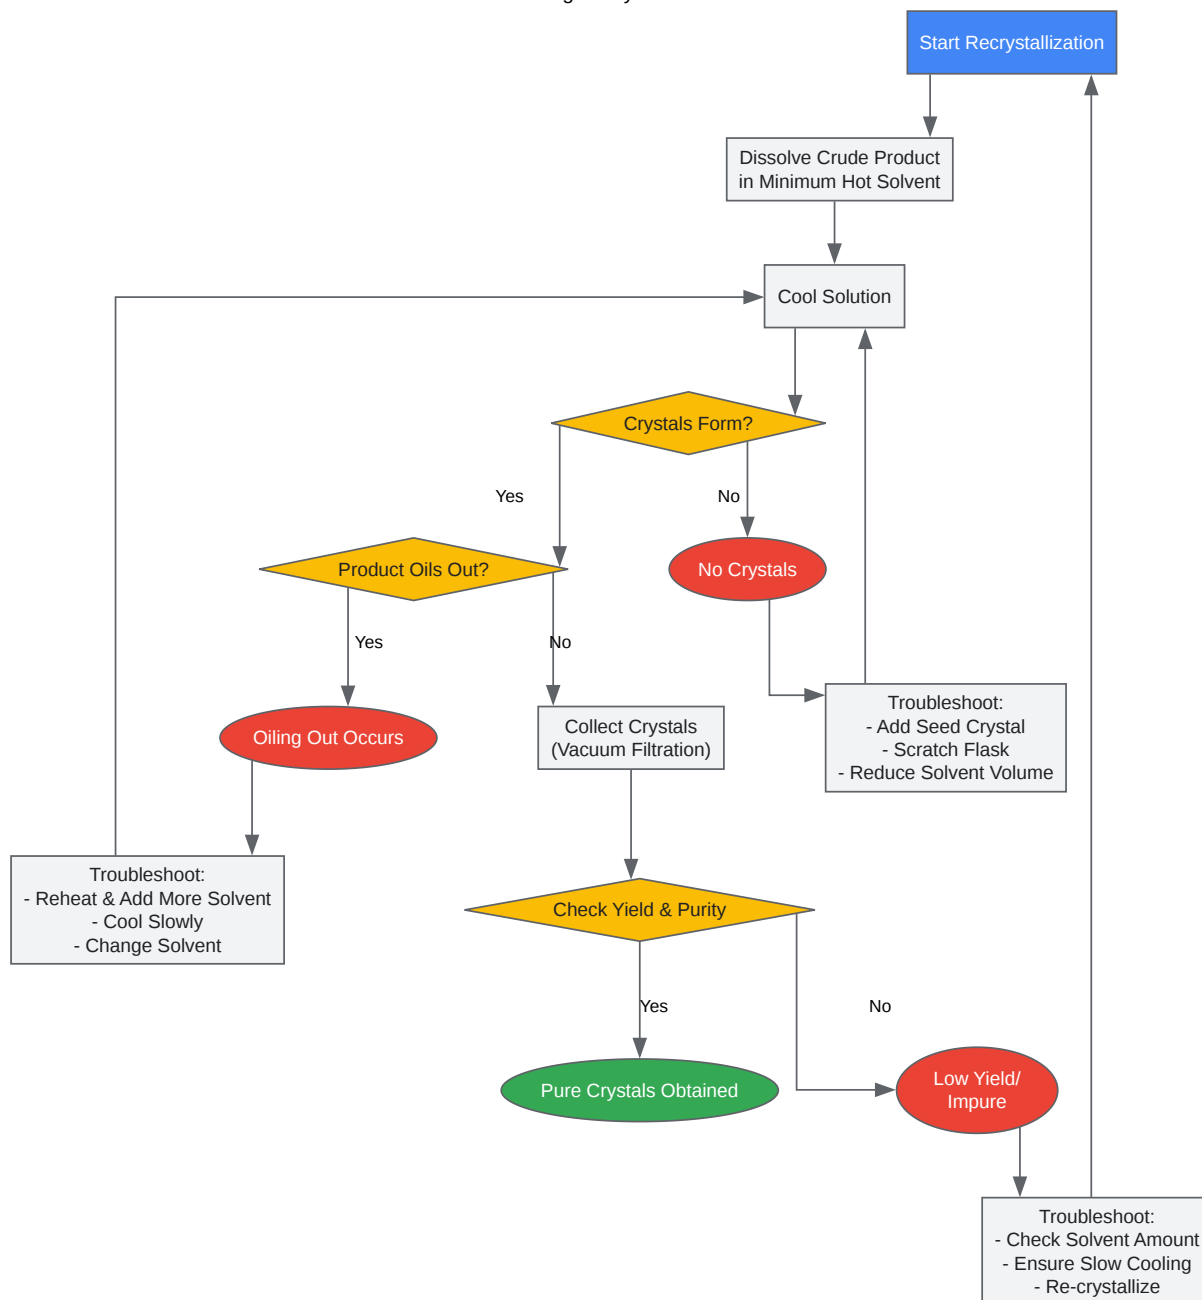 Start Recrystallization
Dissolve Crude Product
in Minimum Hot Solvent
Cool Solution
Crystals Form?
Yes
No
Product Oils Out?
No Crystals
Yes
No
Troubleshoot:
- Add Seed Crystal
- Scratch Flask
- Reduce Solvent Volume
Oiling Out Occurs
Collect Crystals
(Vacuum Filtration)
Troubleshoot:
- Reheat & Add More Solvent
- Cool Slowly
- Change Solvent
Check Yield & Purity
Yes
No
Pure Crystals Obtained
Low Yield/
Impure
Troubleshoot:
- Check Solvent Amount
- Ensure Slow Cooling
- Re-crystallize